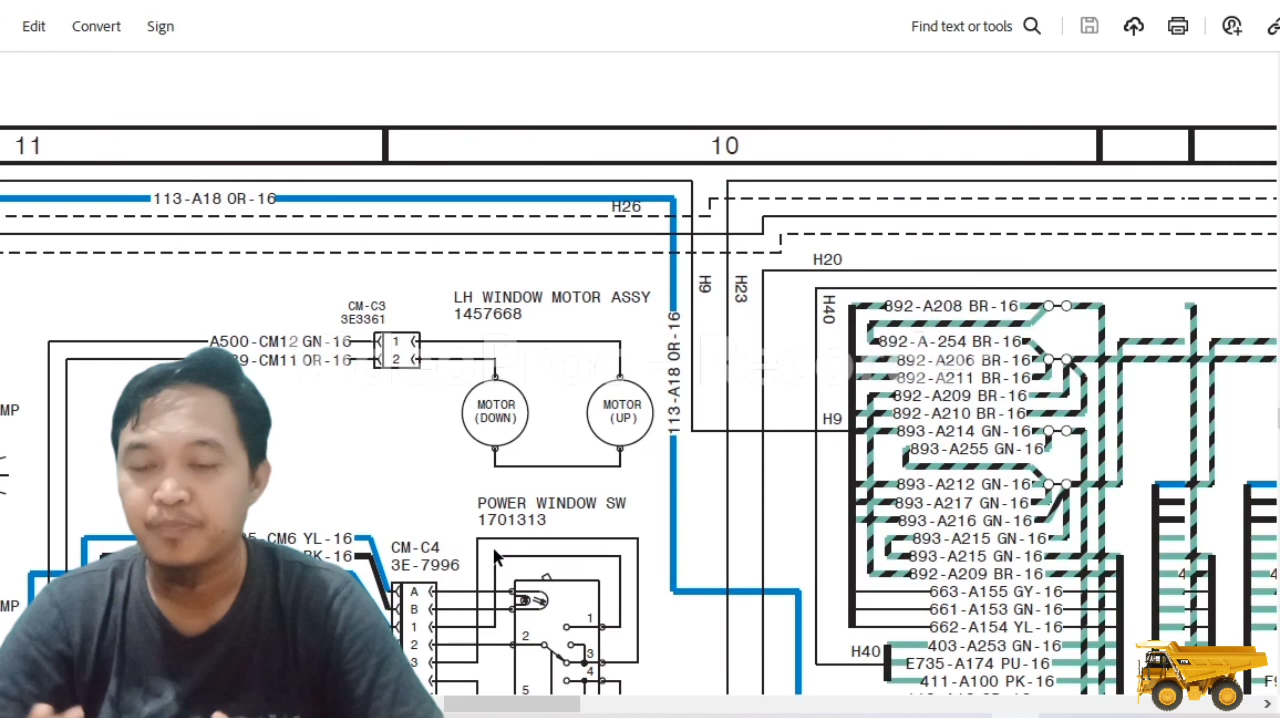 Edit Convert Sign Find text or tools
11 10
113-A18 OR-16
H26
H20
H9
H23
H40
CM-C3
3E3361
LH WINDOW MOTOR ASSY
1457668
113-A18 OR-16
A500-CM12 GN-16
1
CM11 OR-16
2
MOTOR
(DOWN)
MOTOR
(UP)
MP
POWER WINDOW SW
1701313
CM6 YL-16
CM-C4
3E-7996
A
B
1
2
3
1
2
3
4
5
MP
892-A208 BR-16
892-A-254 BR-16
892-A206 BR-16
892-A211 BR-16
892-A209 BR-16
892-A210 BR-16
H9
893-A214 GN-16
893-A255 GN-16
893-A212 GN-16
893-A217 GN-16
893-A216 GN-16
893-A215 GN-16
893-A215 GN-16
892-A209 BR-16
663-A155 GY-16
661-A153 GN-16
662-A154 YL-16
H40
403-A253 GN-16
E735-A174 PU-16
411-A100 PK-16
4
4